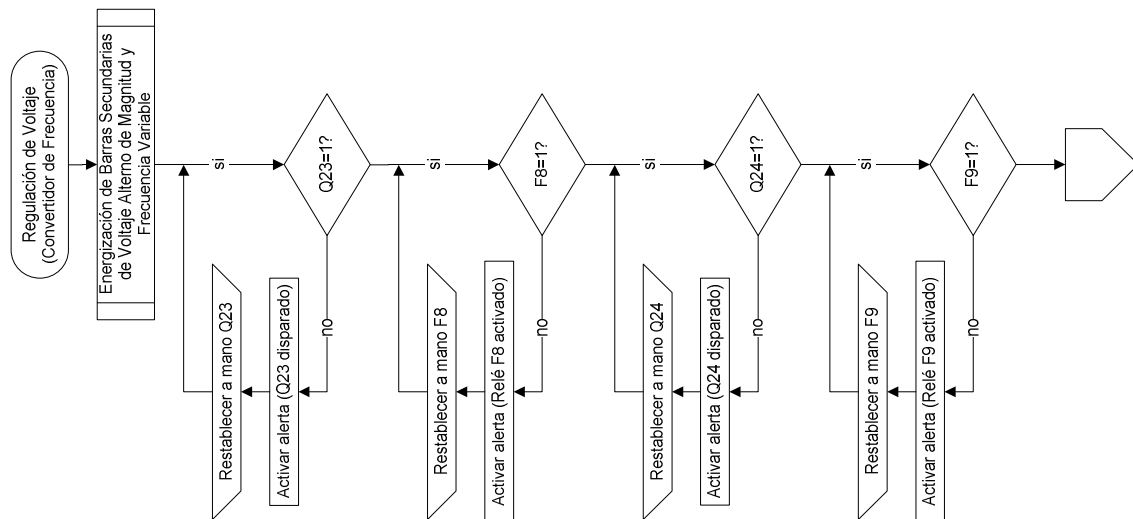 Regulación de Voltaje
(Convertidor de Frecuencia)
Energización de Barras Secundarias
de Voltaje Alterno de Magnitud y
Frecuencia Variable
si
Q23=1?
no
Activar alerta (Q23 disparado)
Restablecer a mano Q23
si
F8=1?
no
Activar alerta (Relé F8 activado)
Restablecer a mano F8
si
Q24=1?
no
Activar alerta (Q24 disparado)
Restablecer a mano Q24
si
F9=1?
no
Activar alerta (Relé F9 activado)
Restablecer a mano F9